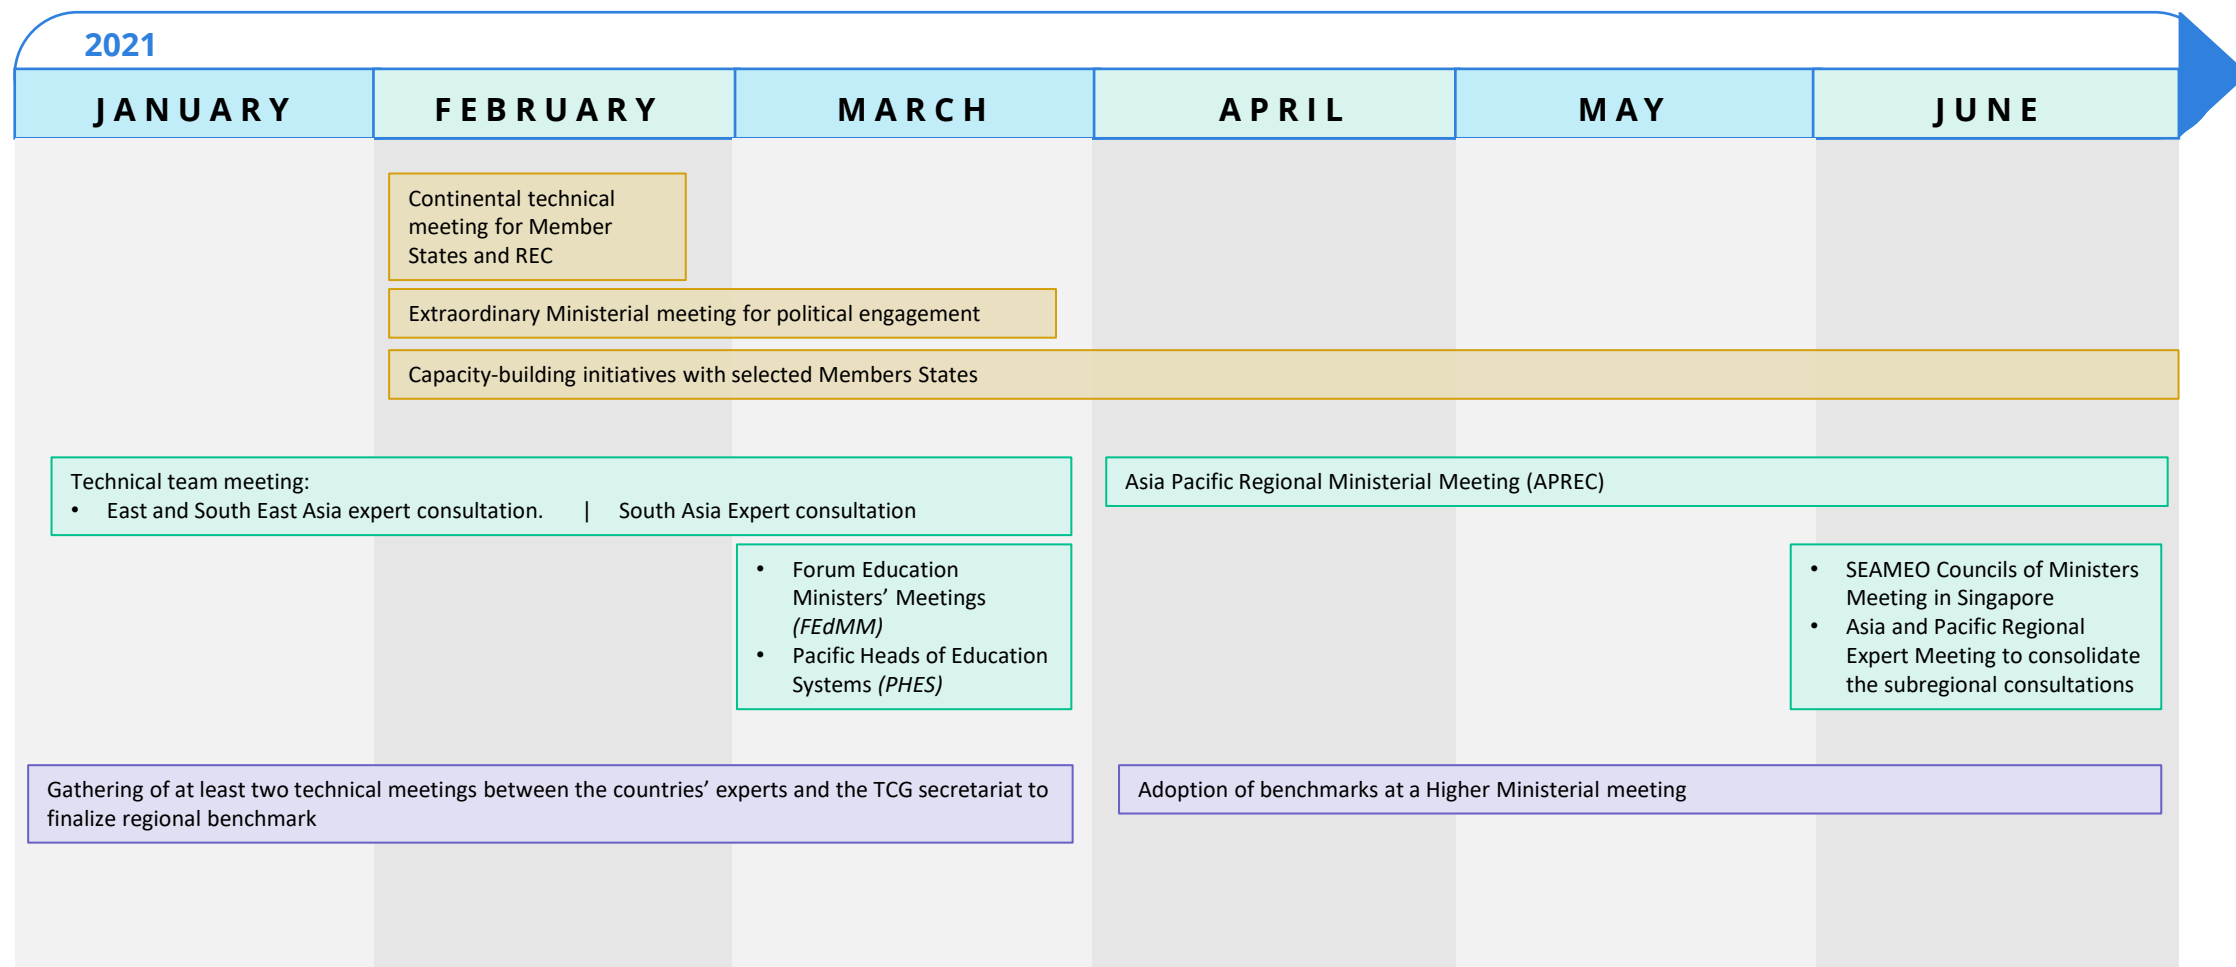 2021
JANUARY
FEBRUARY
MARCH
APRIL
MAY
JUNE
Continental technical
meeting for Member
States and REC
Extraordinary Ministerial meeting for political engagement
Capacity-building initiatives with selected Members States
Technical team meeting:
• East and South East Asia expert consultation. | South Asia Expert consultation
Asia Pacific Regional Ministerial Meeting (APREC)
• Forum Education
Ministers’ Meetings
(FEdMM)
• Pacific Heads of Education
Systems (PHES)
• SEAMEO Councils of Ministers
Meeting in Singapore
• Asia and Pacific Regional
Expert Meeting to consolidate
the subregional consultations
Gathering of at least two technical meetings between the countries’ experts and the TCG secretariat to
finalize regional benchmark
Adoption of benchmarks at a Higher Ministerial meeting